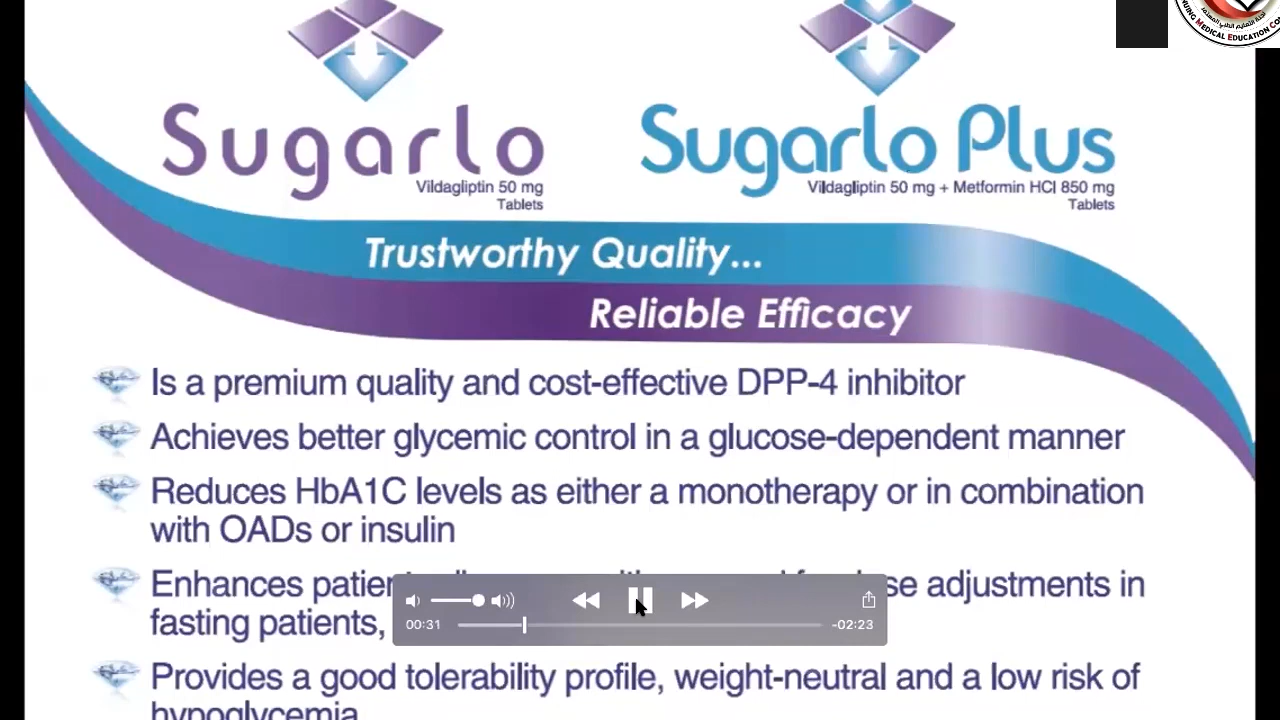 MEDICAL EDUCATION
Sugarlo
Vildagliptin 50 mg
Tablets
Sugarlo Plus
Vildagliptin 50 mg + Metformin HCl 850 mg
Tablets
Trustworthy Quality...
Reliable Efficacy
Is a premium quality and cost-effective DPP-4 inhibitor
Achieves better glycemic control in a glucose-dependent manner
Reduces HbA1C levels as either a monotherapy or in combination
with OADs or insulin
Enhances adjustments in
fasting patients,
00:31
-02:23
Provides a good tolerability profile, weight-neutral and a low risk of
hypoglycemia